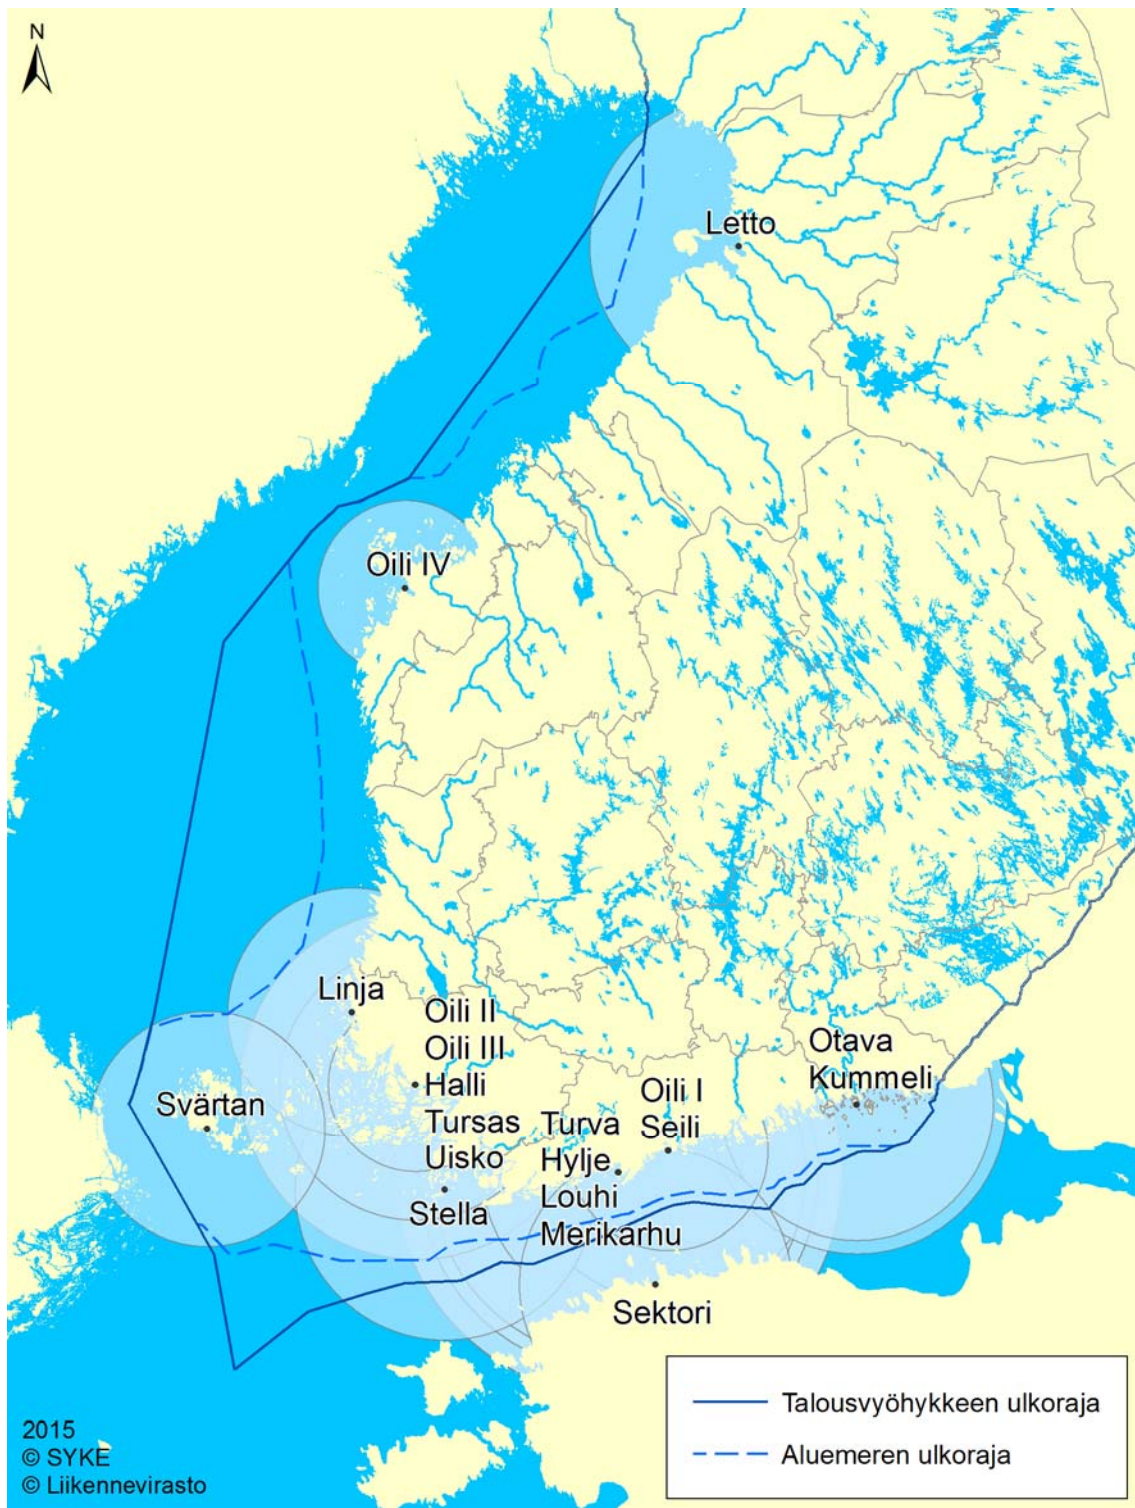 N
Letto
Oili IV
Linja
Oili II
Oili III
Halli
Tursas
Uisko
Stella
Svärtan
Turva
Hylje
Louhi
Merikarhu
Oili I
Seili
Otava
Kummeli
Sektori
Talousvyöhykkeen ulkoraja
Aluemeren ulkoraja
2015
© SYKE
© Liikennevirasto